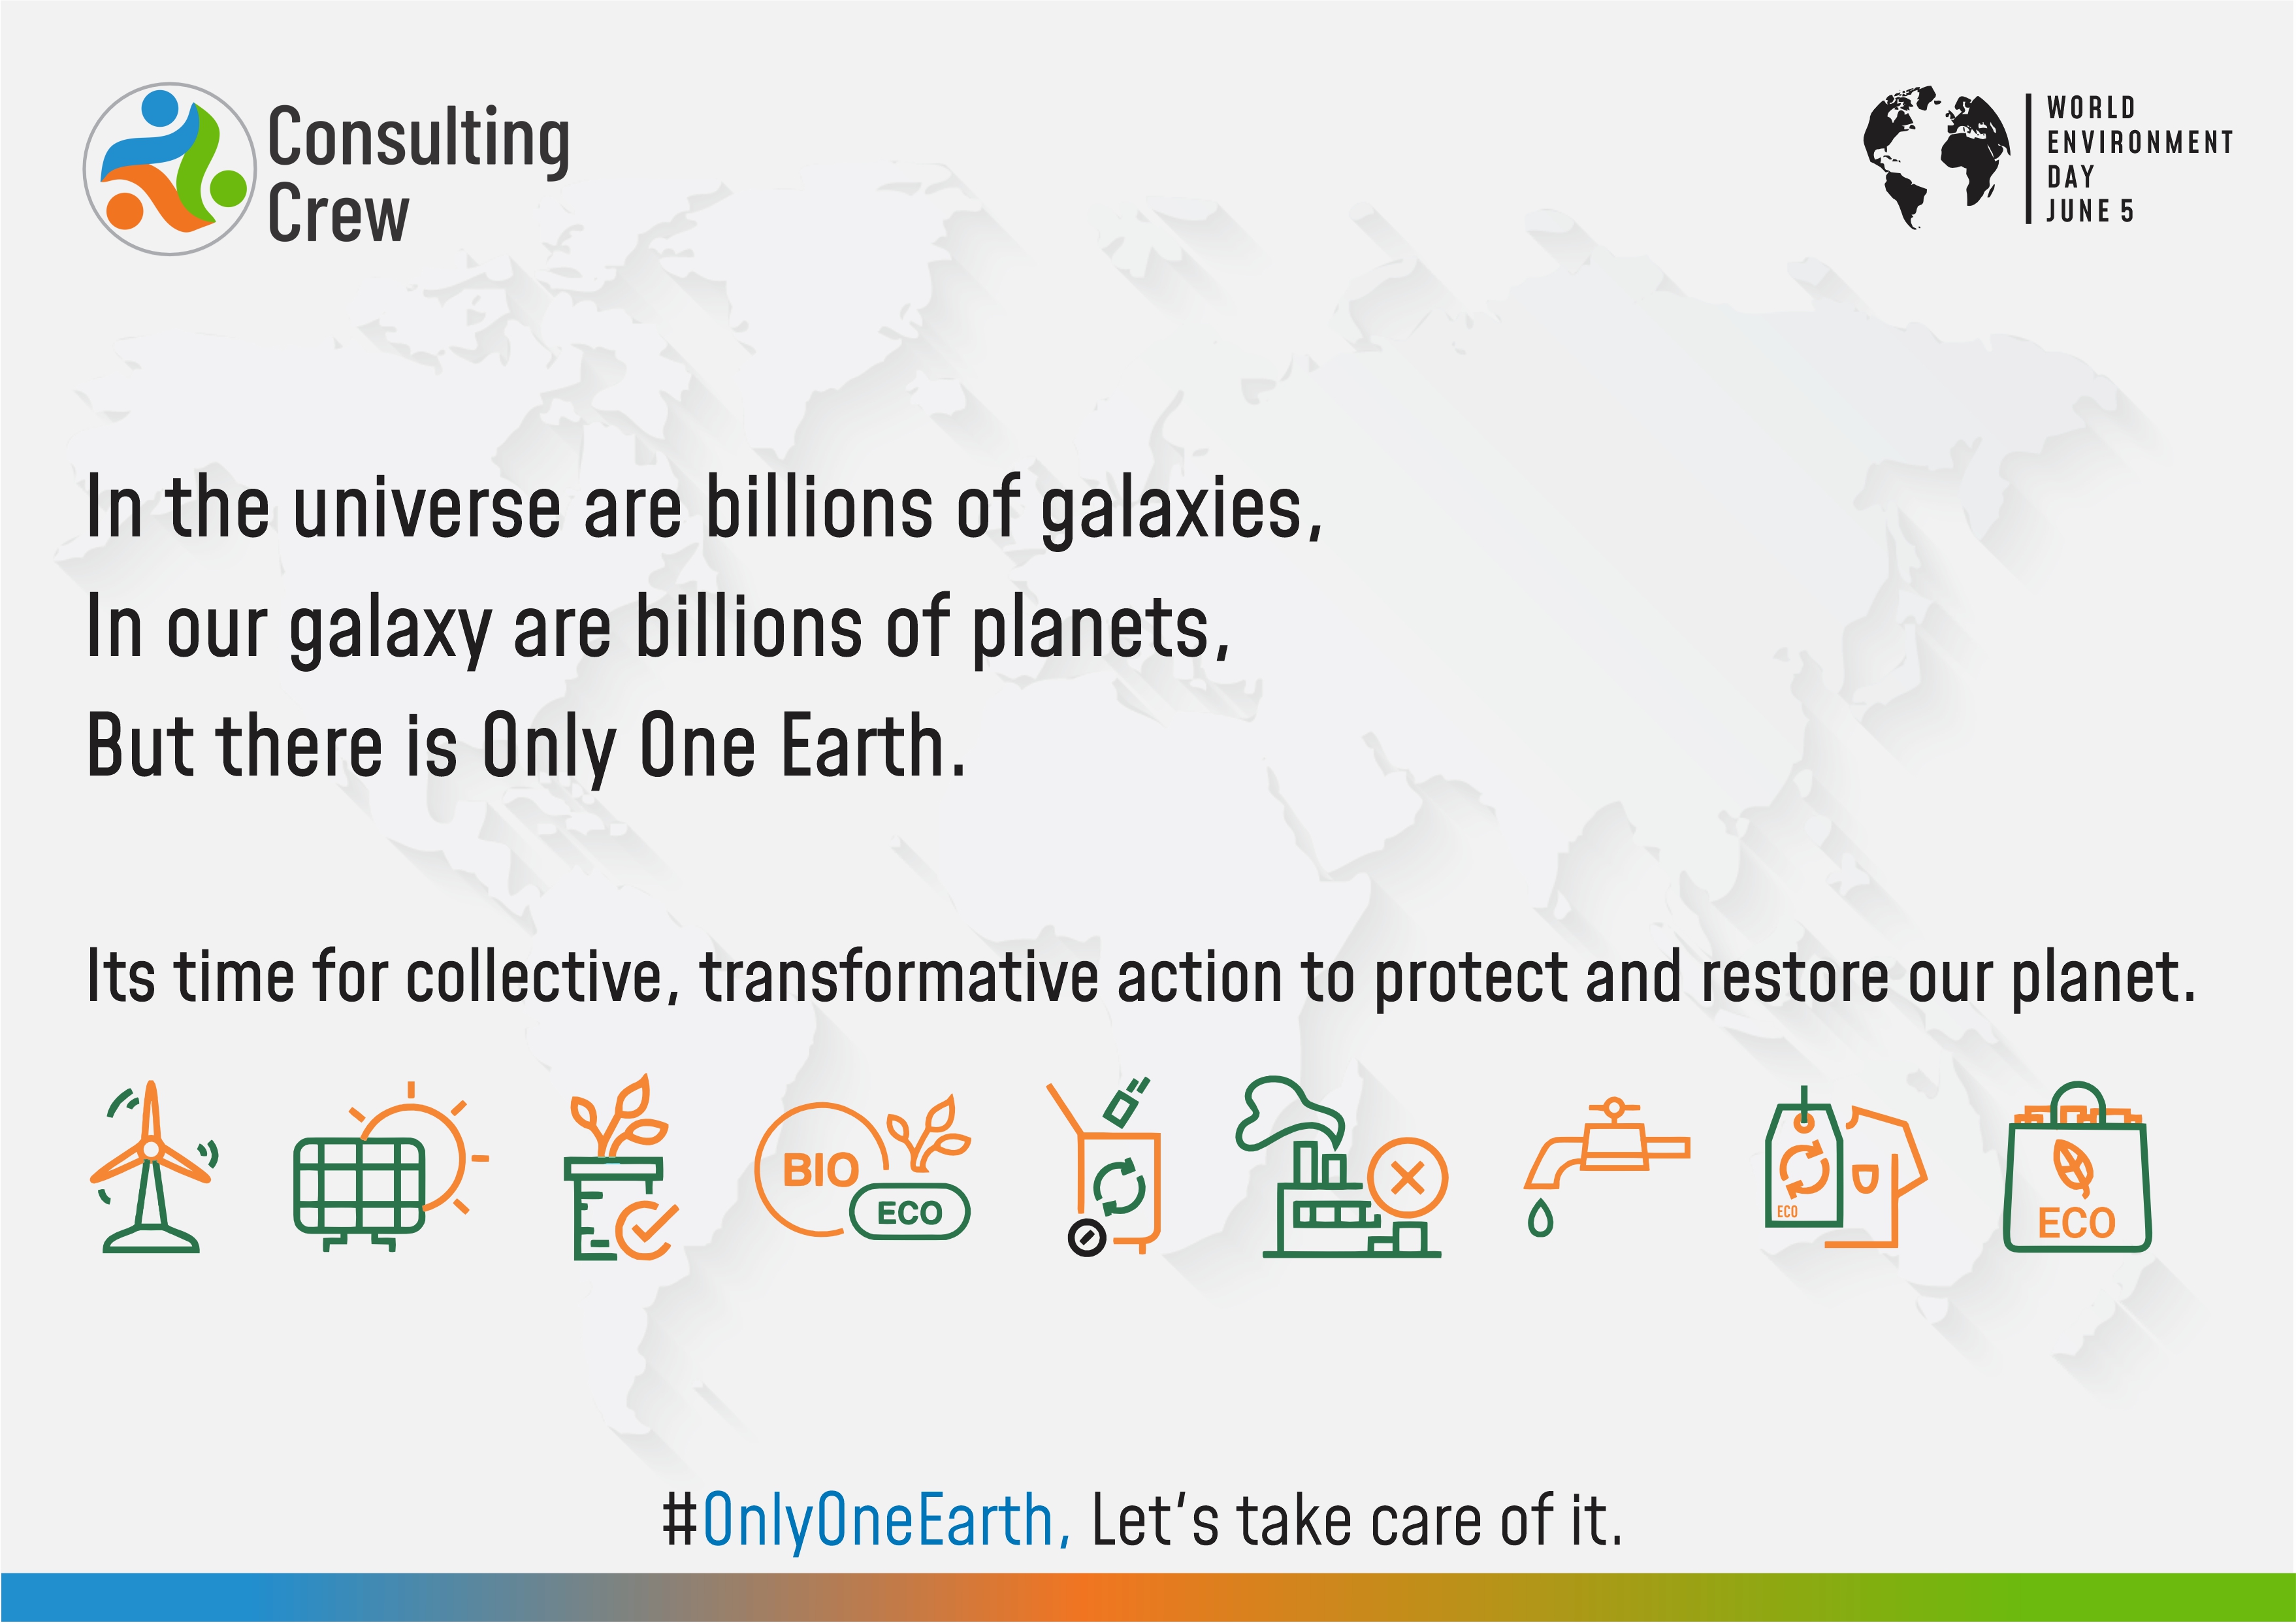 Consulting
Crew
WORLD
ENVIRONMENT
DAY
JUNE 5
In the universe are billions of galaxies,
In our galaxy are billions of planets,
But there is Only One Earth.
Its time for collective, transformative action to protect and restore our planet.
BIO
ECO
ECO
ECO
#OnlyOneEarth, Let's take care of it.